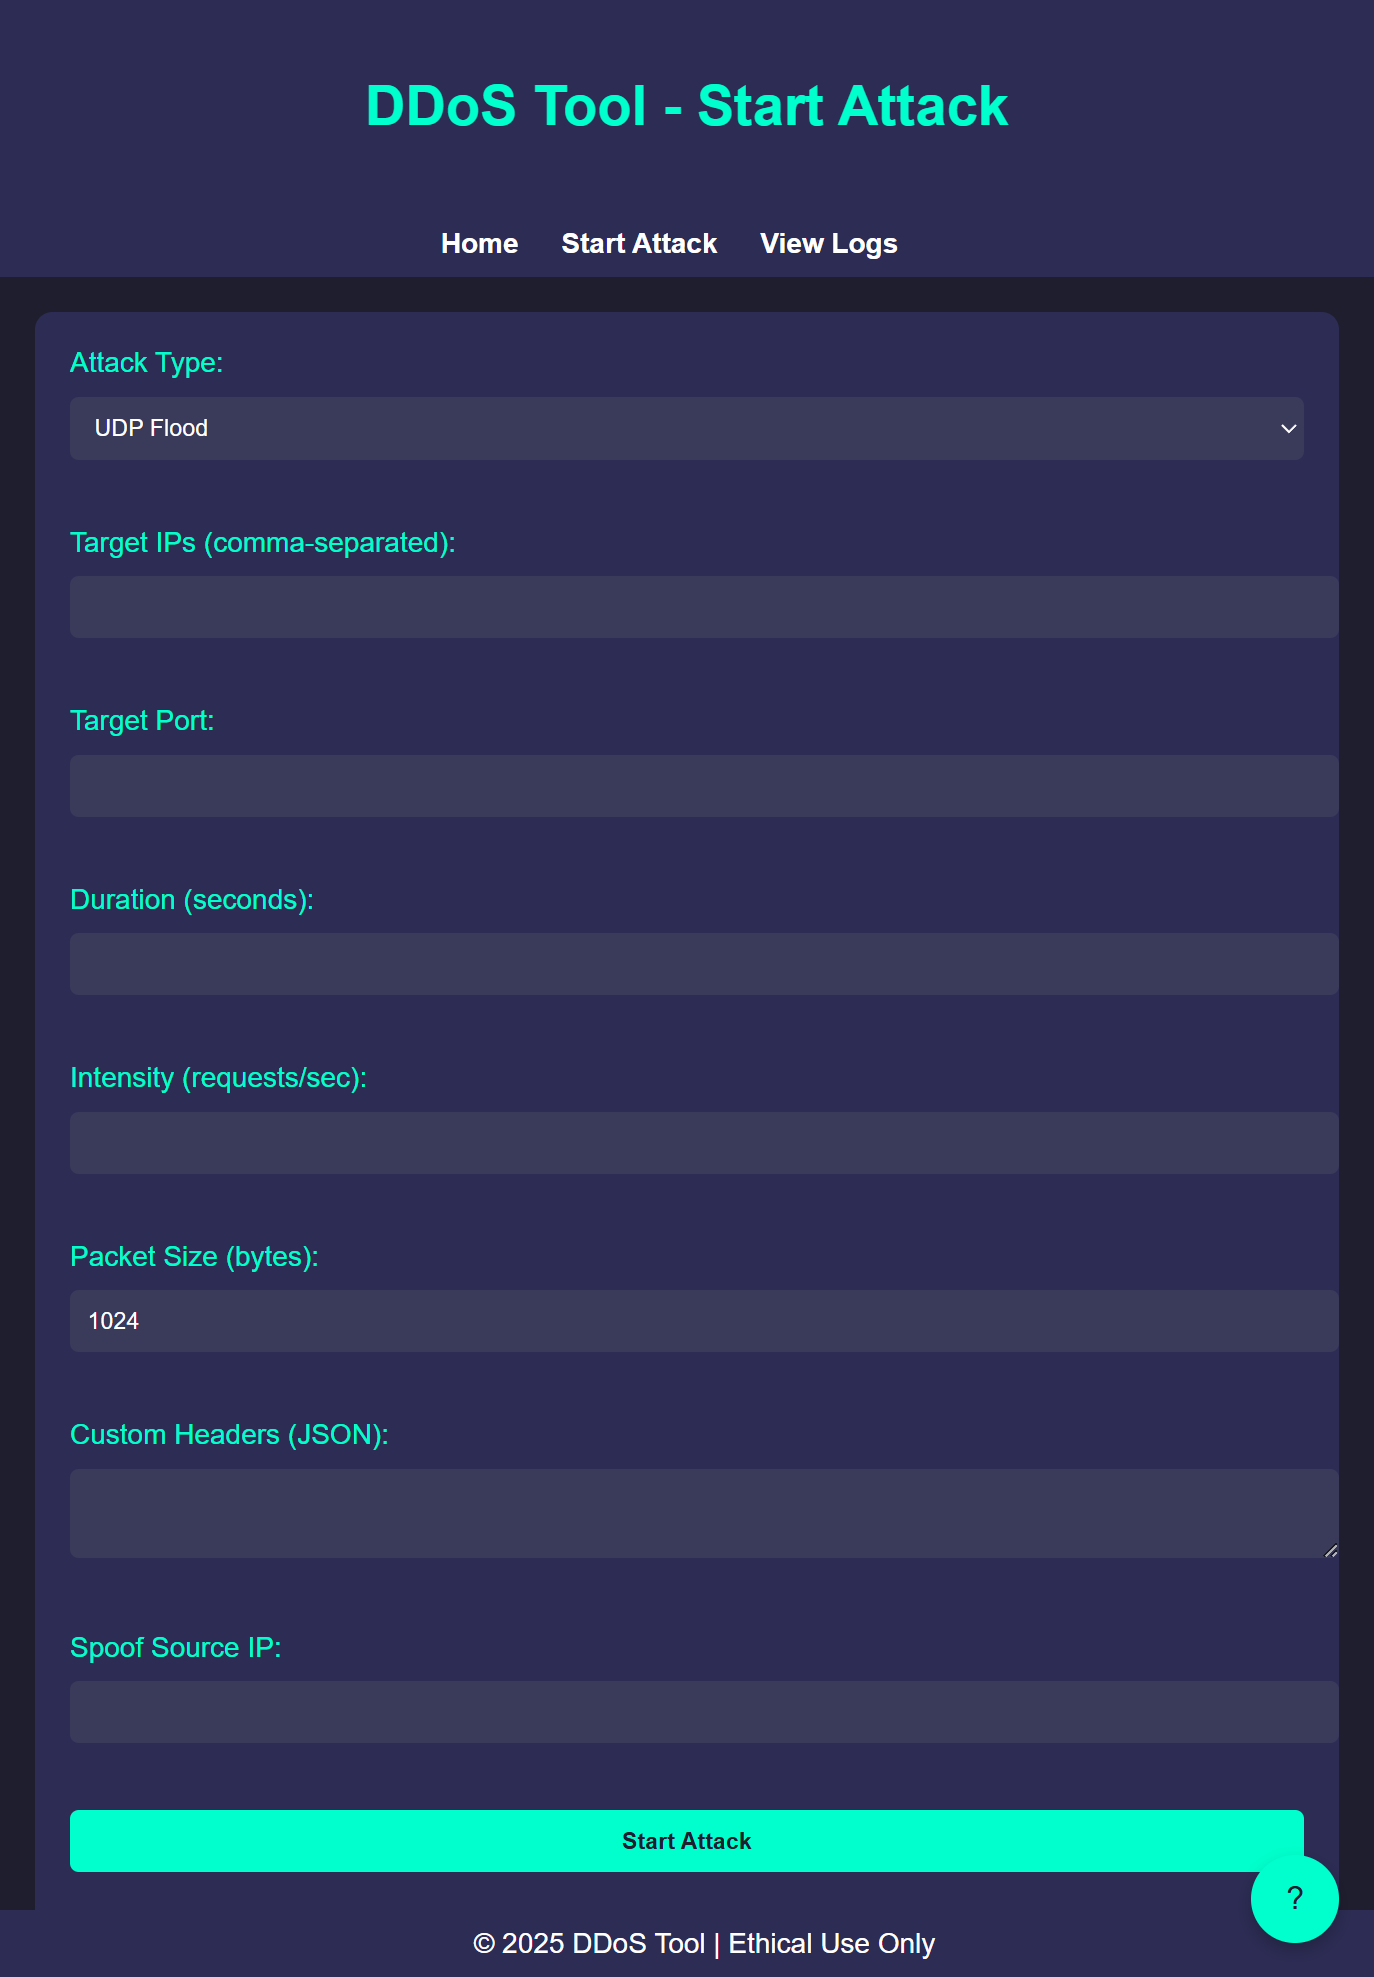 DDoS Tool - Start Attack
Home Start Attack View Logs
Attack Type:
UDP Flood
Target IPs (comma-separated):
Target Port:
Duration (seconds):
Intensity (requests/sec):
Packet Size (bytes):
1024
Custom Headers (JSON):
Spoof Source IP:
Start Attack
?
© 2025 DDoS Tool | Ethical Use Only